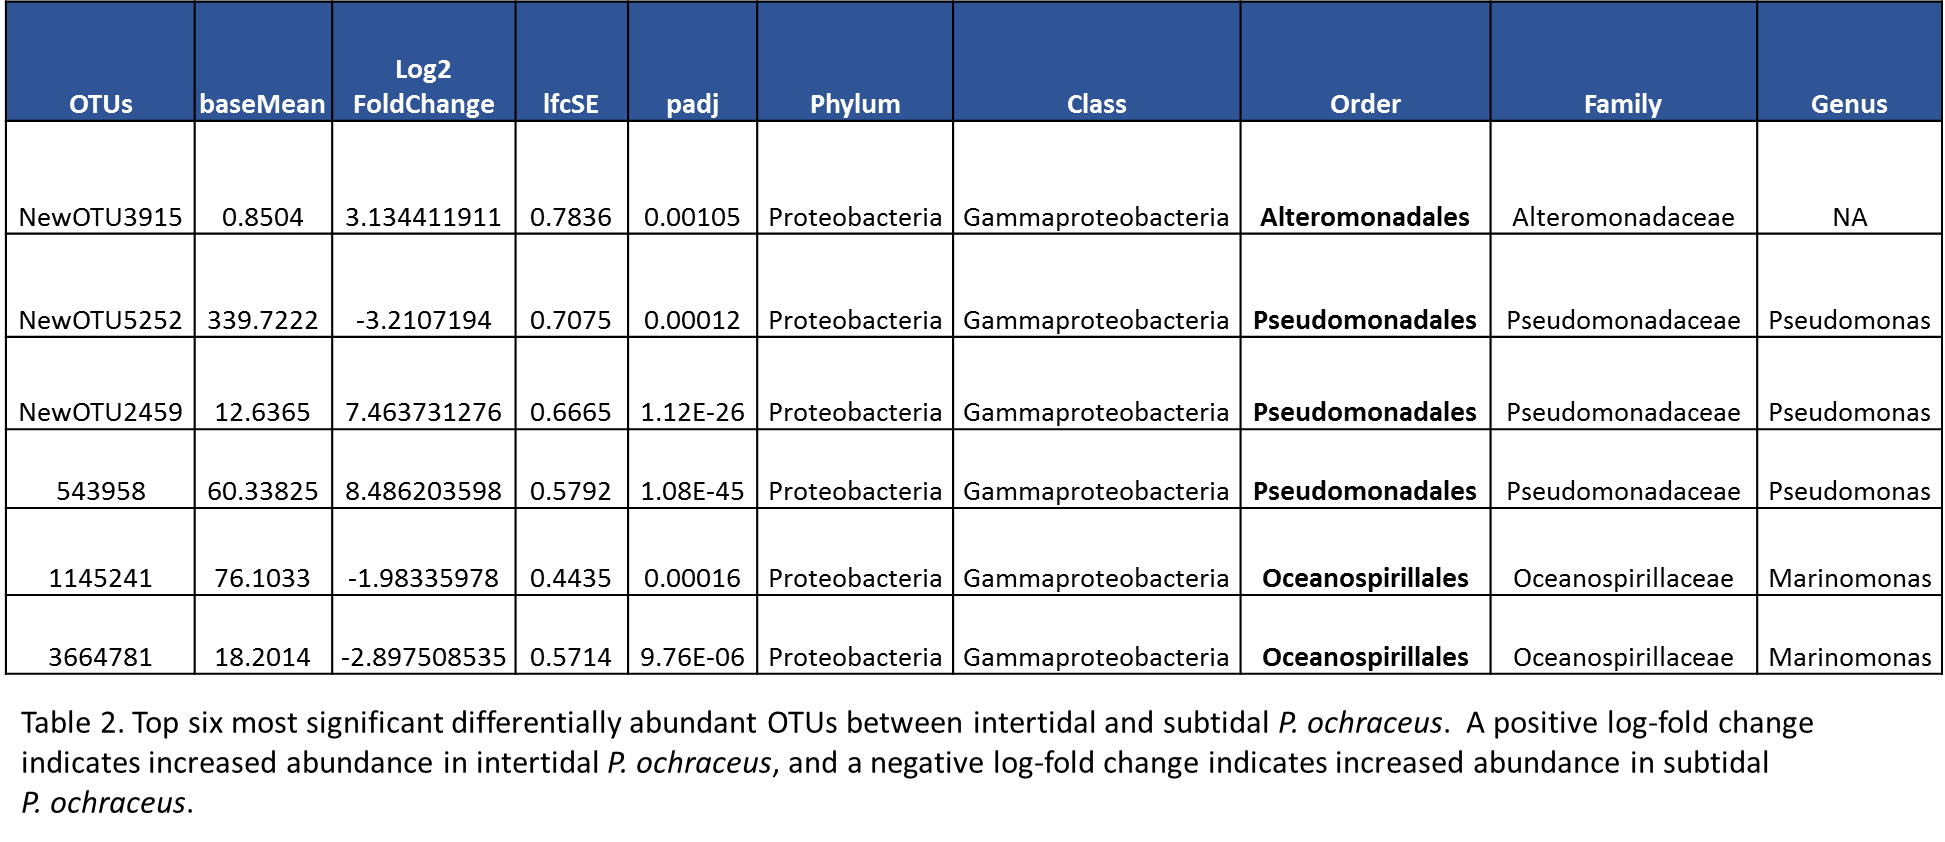 OTUs baseMean Log2 FoldChange lfcSE padj Phylum Class Order Family Genus
NewOTU3915 0.8504 3.134411911 0.7836 0.00105 Proteobacteria Gammaproteobacteria Alteromonadales Alteromonadaceae NA
NewOTU5252 339.7222 -3.2107194 0.7075 0.00012 Proteobacteria Gammaproteobacteria Pseudomonadales Pseudomonadaceae Pseudomonas
NewOTU2459 12.6365 7.463731276 0.6665 1.12E-26 Proteobacteria Gammaproteobacteria Pseudomonadales Pseudomonadaceae Pseudomonas
543958 60.33825 8.486203598 0.5792 1.08E-45 Proteobacteria Gammaproteobacteria Pseudomonadales Pseudomonadaceae Pseudomonas
1145241 76.1033 -1.98335978 0.4435 0.00016 Proteobacteria Gammaproteobacteria Oceanospirillales Oceanospirillaceae Marinomonas
3664781 18.2014 -2.897508535 0.5714 9.76E-06 Proteobacteria Gammaproteobacteria Oceanospirillales Oceanospirillaceae Marinomonas
Table 2. Top six most significant differentially abundant OTUs between intertidal and subtidal P. ochraceus. A positive log-fold change
indicates increased abundance in intertidal P. ochraceus, and a negative log-fold change indicates increased abundance in subtidal
P. ochraceus.